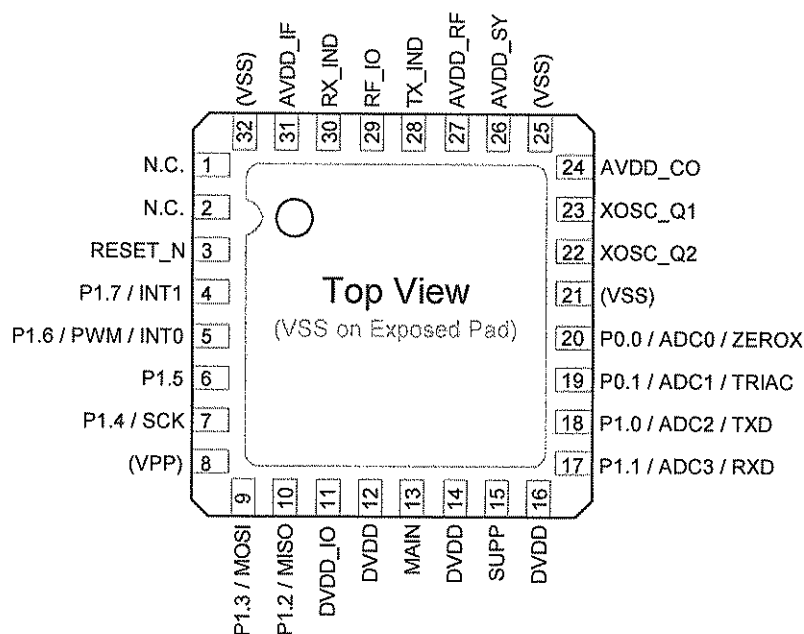 (VSS)
AVDD_IF
RX_IND
RF_IO
TX_IND
AVDD_RF
AVDD_SY
(VSS)
32
31
30
29
28
27
26
25
N.C.
1
N.C.
2
RESET_N
3
P1.7 / INT1
4
P1.6 / PWM / INT0
5
P1.5
6
P1.4 / SCK
7
(VPP)
8
Top View
(VSS on Exposed Pad)
24
AVDD_CO
23
XOSC_Q1
22
XOSC_Q2
21
(VSS)
20
P0.0 / ADC0 / ZEROX
19
P0.1 / ADC1 / TRIAC
18
P1.0 / ADC2 / TXD
17
P1.1 / ADC3 / RXD
9
10
11
12
13
14
15
16
P1.3 / MOSI
P1.2 / MISO
DVDD_IO
DVDD
MAIN
DVDD
SUPP
DVDD